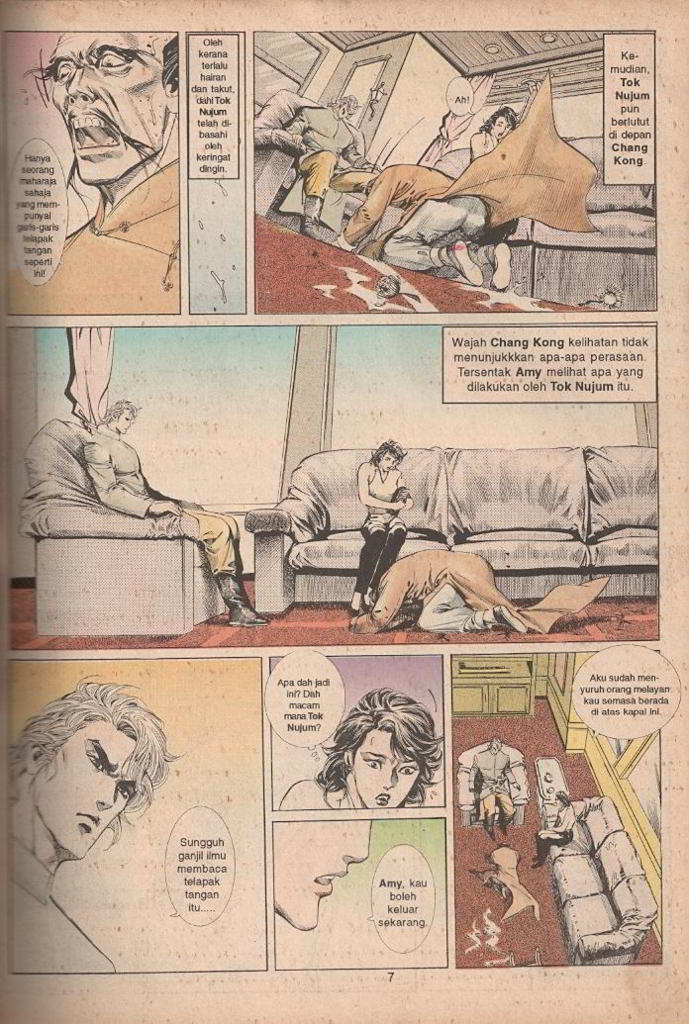 Hanya
seorang
maharaja
sahaja
yang mem-
punyai
garis-garis
telapak
tangan
seperti
ini!
Oleh
kerana
terlalu
hairan
dan takut,
dahi Tok
Nujum
telah di-
basahi
oleh
keringat
dingin.
Ah!
Ke-
mudian,
Tok
Nujum
pun
berlutut
di depan
Chang
Kong.
Wajah Chang Kong kelihatan tidak
menunjukkkan apa-apa perasaan.
Tersentak Amy melihat apa yang
dilakukan oleh Tok Nujum itu.
Sungguh
ganjil ilmu
membaca
telapak
tangan
itu.....
Apa dah jadi
ini? Dah
macam
mana Tok
Nujum?
Amy, kau
boleh
keluar
sekarang.
Aku sudah men-
yuruh orang melayan
kau semasa berada
di atas kapal ini.
7